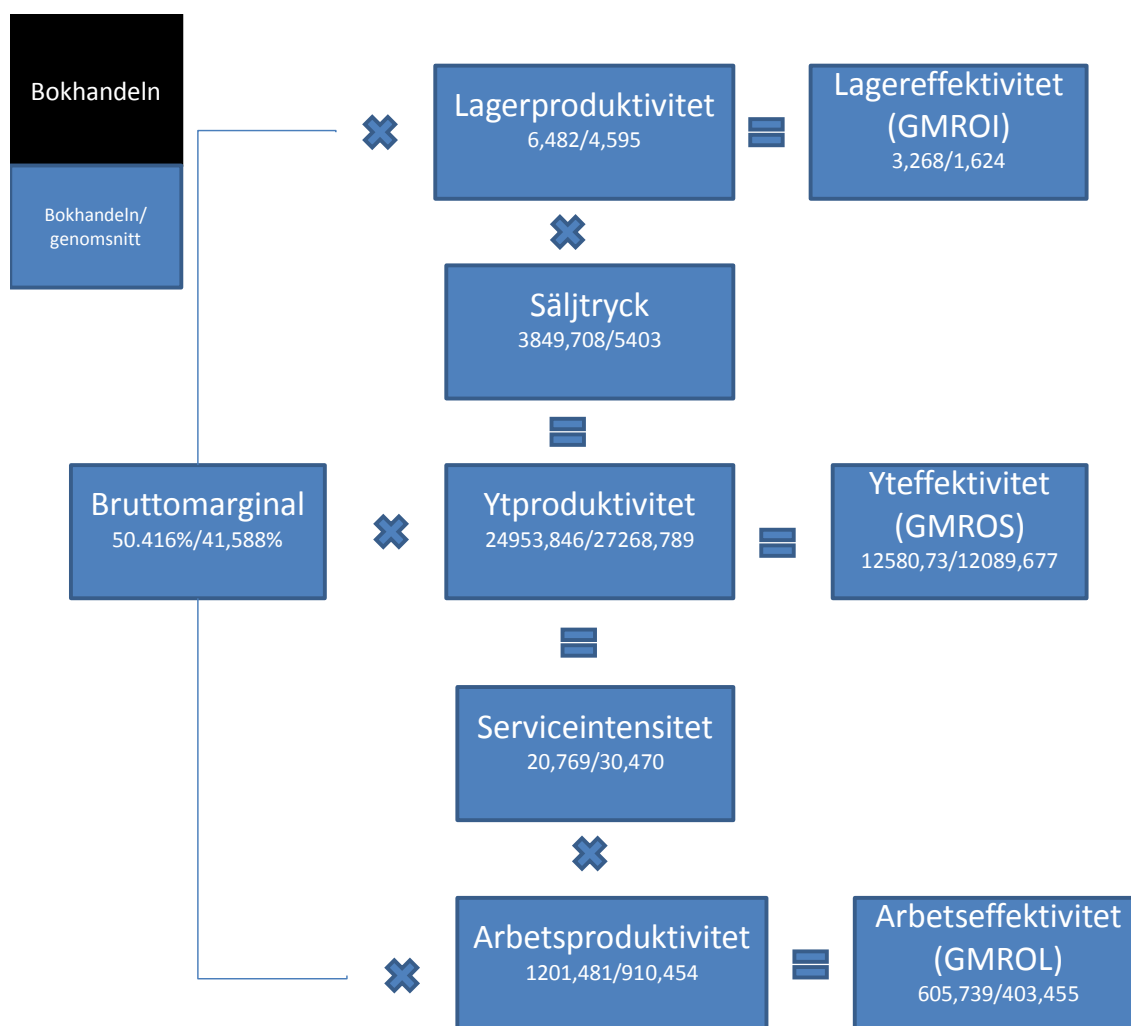 Bokhandeln
Bokhandeln/
genomsnitt
Lagerproduktivitet
6,482/4,595
Lagereffektivitet
(GMROI)
3,268/1,624
Säljtryck
3849,708/5403
Bruttomarginal
50.416%/41,588%
Ytproduktivitet
24953,846/27268,789
Yteffektivitet
(GMROS)
12580,73/12089,677
Serviceintensitet
20,769/30,470
Arbetsproduktivitet
1201,481/910,454
Arbetseffektivitet
(GMROL)
605,739/403,455